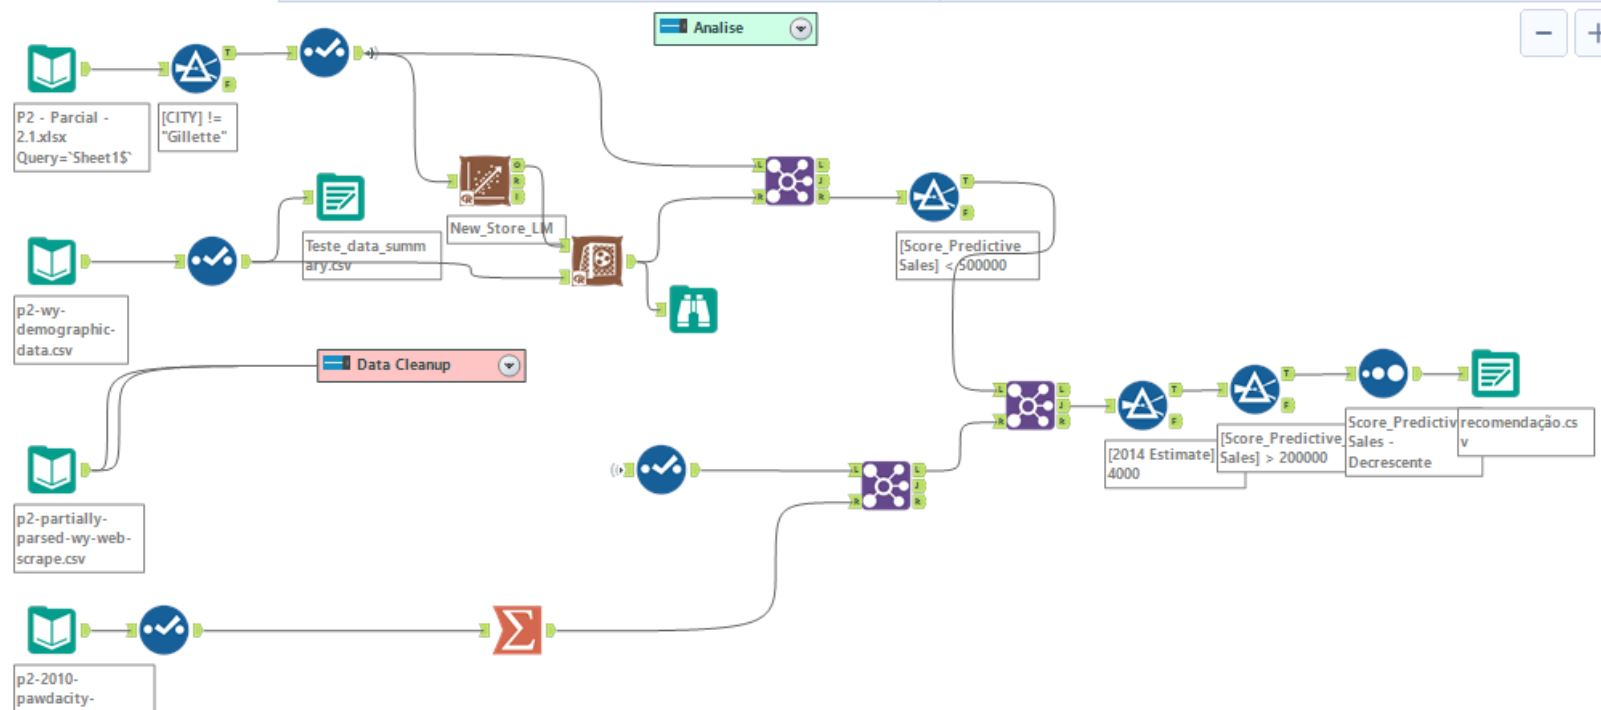 Analise
P2 - Parcial -
2.1.xlsx
Query=`Sheet1$`
[CITY] !=
"Gillette"
T
F
New_Store_LM
O
R
I
Teste_data_summ
ary.csv
p2-wy-
demographic-
data.csv
L
R
L
J
R
[Score_Predictive_
Sales] < 500000
T
F
Data Cleanup
p2-partially-
parsed-wy-web-
scrape.csv
L
R
L
J
R
L
R
L
J
R
[2014 Estimate]
4000
T
F
[Score_Predictive_
Sales] > 200000
T
F
Score_Predictiv
Sales -
Decrescente
recomendação.cs
v
p2-2010-
pawdacity-